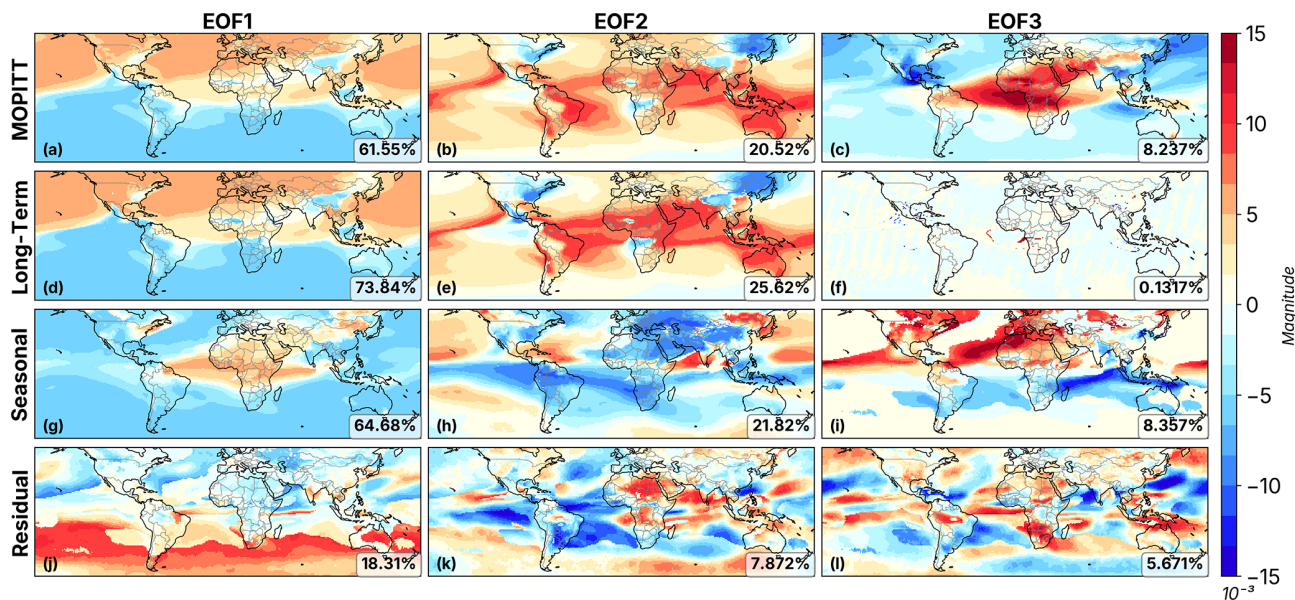 EOF1 EOF2 EOF3
MOPITT
(a) 61.55%
(b) 20.52%
(c) 8.237%
Long-Term
(d) 73.84%
(e) 25.62%
(f) 0.1317%
Seasonal
(g) 64.68%
(h) 21.82%
(i) 8.357%
Residual
(j) 18.31%
(k) 7.872%
(l) 5.671%
15
10
5
0
−5
−10
−15
Magnitude
10⁻³